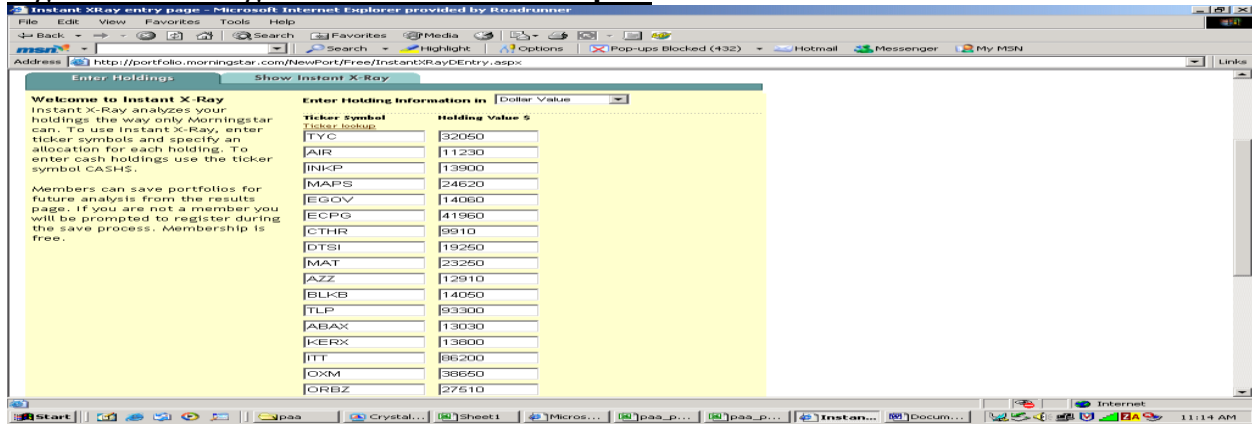 Instant XRay entry page - Microsoft Internet Explorer provided by Roadrunner
File Edit View Favorites Tools Help
Back Search Favorites Media
msn Search Highlight Options Pop-ups Blocked (432) Hotmail Messenger My MSN
Address http://portfolio.morningstar.com/NewPort/Free/InstantXRayDEntry.aspx Links
Enter Holdings Show Instant X-Ray
Welcome to Instant X-Ray
Instant X-Ray analyzes your
holdings the way only Morningstar
can. To use Instant X-Ray, enter
ticker symbols and specify an
allocation for each holding. To
enter cash holdings use the ticker
symbol CASH$.
Members can save portfolios for
future analysis from the results
page. If you are not a member you
will be prompted to register during
the save process. Membership is
free.
Enter Holding Information in Dollar Value
Ticker Symbol Holding Value $
Ticker lookup
TYC 32050
AIR 11230
INKP 13900
MAPS 24620
EGOV 14060
ECPG 41960
CTHR 9910
DTSI 19250
MAT 23250
AZZ 12910
BLKB 14050
TLP 93300
ABAX 13030
KERX 13800
ITT 86200
OXM 38650
ORBZ 27510
Internet
Start paa Crystal... Sheet1 Micros... paa_p... paa_p... Instan... Docum... 11:14 AM